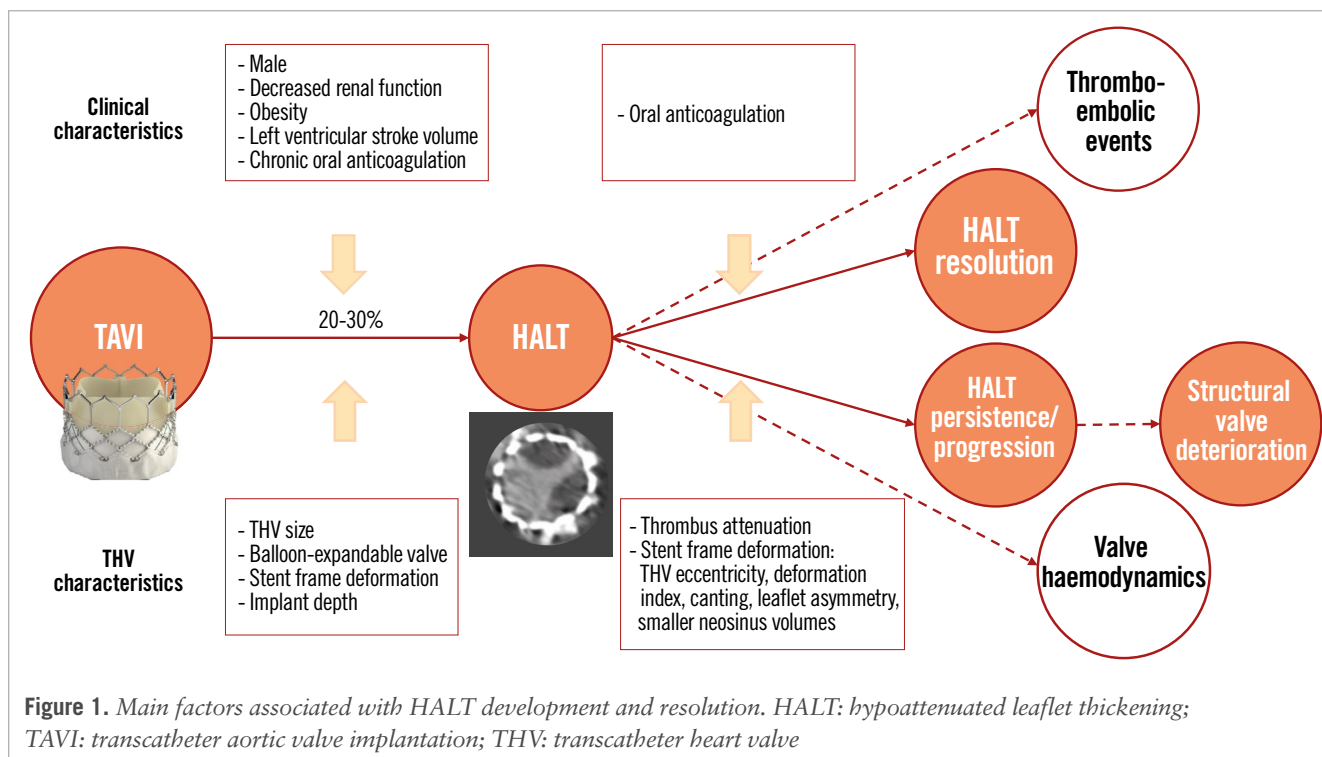 Clinical
characteristics
- Male
- Decreased renal function
- Obesity
- Left ventricular stroke volume
- Chronic oral anticoagulation
- Oral anticoagulation
Thrombo-
embolic
events
HALT
resolution
TAVI
20-30%
HALT
HALT
persistence/
progression
Structural
valve
deterioration
THV
characteristics
- THV size
- Balloon-expandable valve
- Stent frame deformation
- Implant depth
- Thrombus attenuation
- Stent frame deformation:
THV eccentricity, deformation
index, canting, leaflet asymmetry,
smaller neosinus volumes
Valve
haemodynamics
Figure 1. Main factors associated with HALT development and resolution. HALT: hypoattenuated leaflet thickening;
TAVI: transcatheter aortic valve implantation; THV: transcatheter heart valve